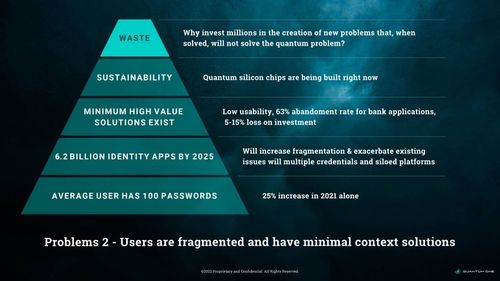 WASTE
Why invest millions in the creation of new problems that, when
solved, will not solve the quantum problem?
SUSTAINABILITY
Quantum silicon chips are being built right now
MINIMUM HIGH VALUE
SOLUTIONS EXIST
Low usability, 63% abandoment rate for bank applications,
5-15% loss on investment
6.2 BILLION IDENTITY APPS BY 2025
Will increase fragmentation & exacerbate existing
issues will multiple credentials and siloed platforms
AVERAGE USER HAS 100 PASSWORDS
25% increase in 2021 alone
Problems 2 - Users are fragmented and have minimal context solutions
©2022 Proprietary and Confidential. All Rights Reserved.
QUANTUM ONE